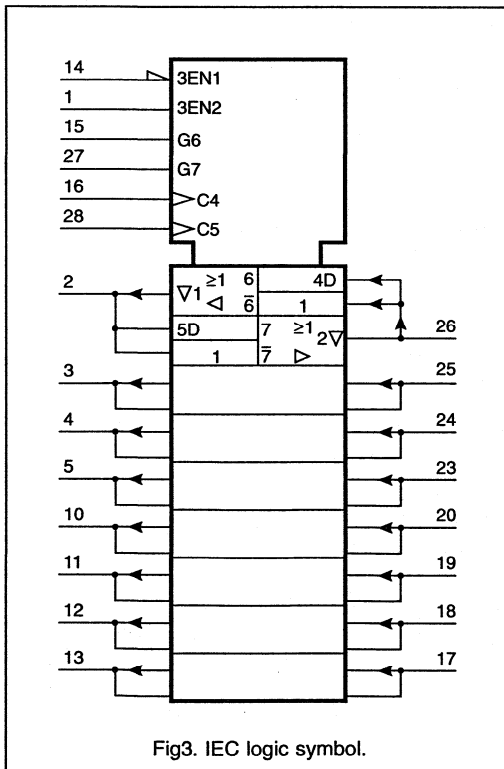 14 3EN1
1 3EN2
15 G6
27 G7
16 C4
28 C5
2 ▽1 ≥1 6 4D
◁ 6̅ 1
5D 7 ≥1 2▽ 26
1 7̅ ▷
3 25
4 24
5 23
10 20
11 19
12 18
13 17
Fig3. IEC logic symbol.